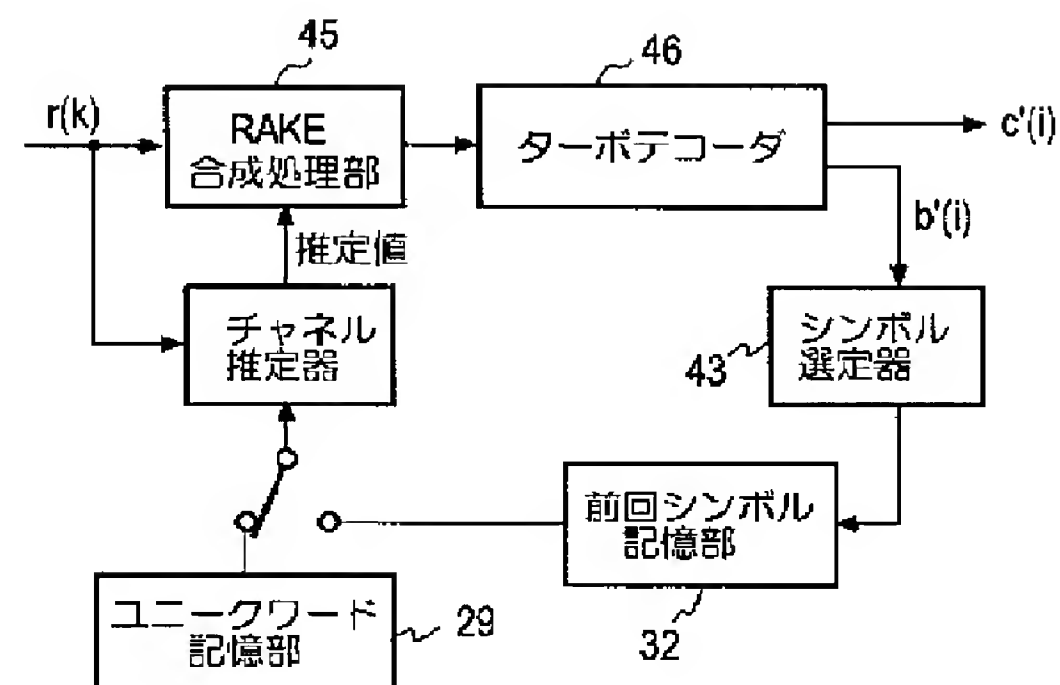 45
46
r(k)
RAKE
合成処理部
ターボデコーダ
c'(i)
b'(i)
推定値
チャネル
推定器
シンボル
選定器
43
前回シンボル
記憶部
32
ユニークワード
記憶部
29